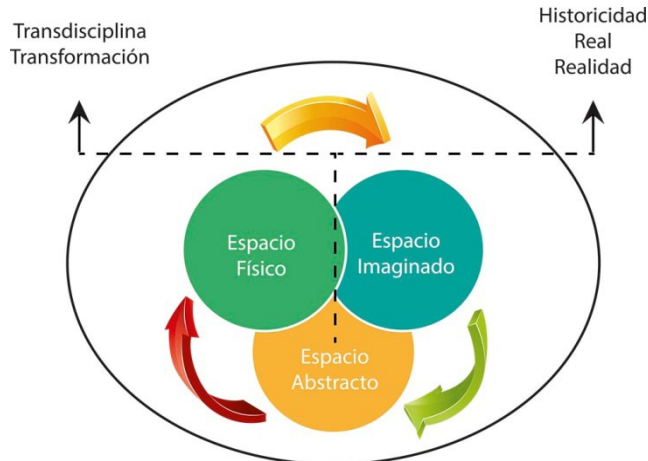 Transdisciplina
Transformación
Historicidad
Real
Realidad
Espacio
Físico
Espacio
Imaginado
Espacio
Abstracto